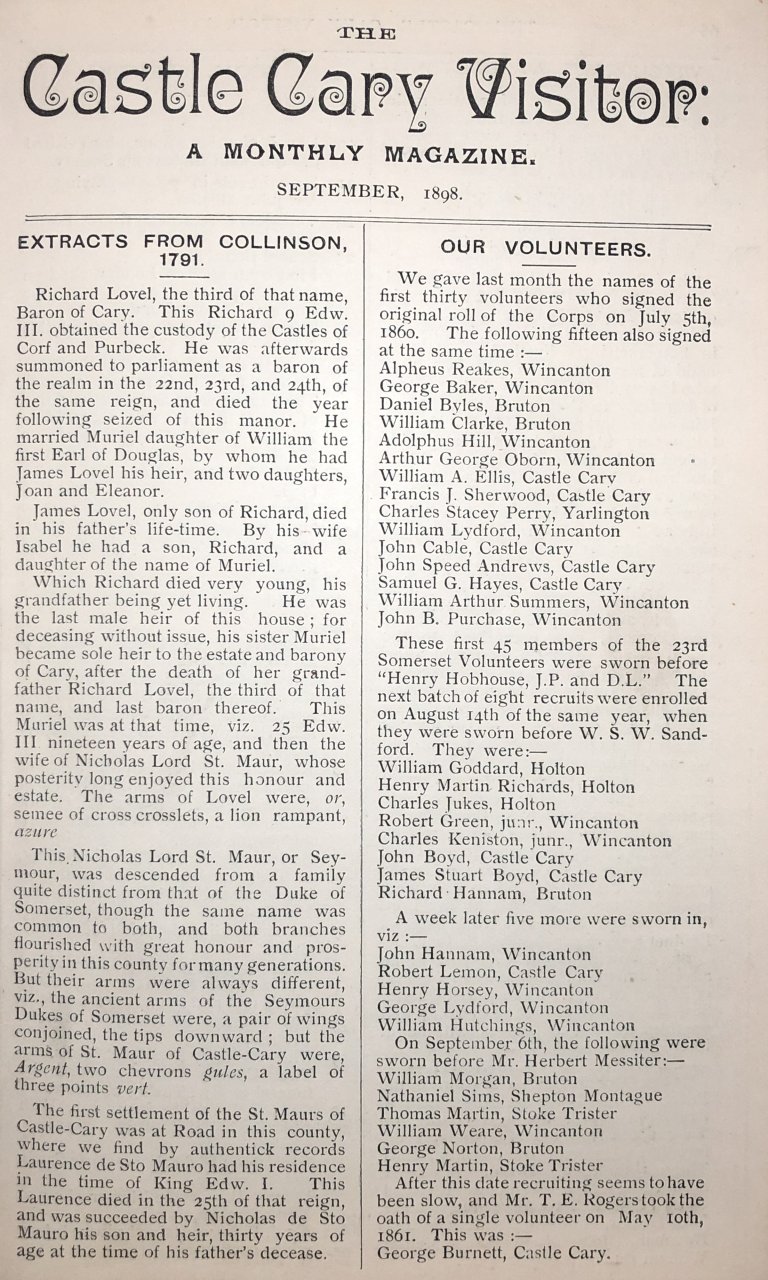 THE
Castle Cary Visitor:
A MONTHLY MAGAZINE.
SEPTEMBER, 1898.
EXTRACTS FROM COLLINSON,
1791.
Richard Lovel, the third of that name,
Baron of Cary. This Richard 9 Edw.
III. obtained the custody of the Castles of
Corf and Purbeck. He was afterwards
summoned to parliament as a baron of
the realm in the 22nd, 23rd, and 24th, of
the same reign, and died the year
following seized of this manor. He
married Muriel daughter of William the
first Earl of Douglas, by whom he had
James Lovel his heir, and two daughters,
Joan and Eleanor.
James Lovel, only son of Richard, died
in his father's life-time. By his wife
Isabel he had a son, Richard, and a
daughter of the name of Muriel.
Which Richard died very young, his
grandfather being yet living. He was
the last male heir of this house ; for
deceasing without issue, his sister Muriel
became sole heir to the estate and barony
of Cary, after the death of her grand-
father Richard Lovel, the third of that
name, and last baron thereof. This
Muriel was at that time, viz. 25 Edw.
III nineteen years of age, and then the
wife of Nicholas Lord St. Maur, whose
posterity long enjoyed this honour and
estate. The arms of Lovel were, or,
semee of cross crosslets, a lion rampant,
azure
This Nicholas Lord St. Maur, or Sey-
mour, was descended from a family
quite distinct from that of the Duke of
Somerset, though the same name was
common to both, and both branches
flourished with great honour and pros-
perity in this county for many generations.
But their arms were always different,
viz., the ancient arms of the Seymours
Dukes of Somerset were, a pair of wings
conjoined, the tips downward ; but the
arms of St. Maur of Castle-Cary were,
Argent, two chevrons gules, a label of
three points vert.
The first settlement of the St. Maurs of
Castle-Cary was at Road in this county,
where we find by authentick records
Laurence de Sto Mauro had his residence
in the time of King Edw. I. This
Laurence died in the 25th of that reign,
and was succeeded by Nicholas de Sto
Mauro his son and heir, thirty years of
age at the time of his father's decease.
OUR VOLUNTEERS.
We gave last month the names of the
first thirty volunteers who signed the
original roll of the Corps on July 5th,
1860. The following fifteen also signed
at the same time :—
Alpheus Reakes, Wincanton
George Baker, Wincanton
Daniel Byles, Bruton
William Clarke, Bruton
Adolphus Hill, Wincanton
Arthur George Oborn, Wincanton
William A. Ellis, Castle Cary
Francis J. Sherwood, Castle Cary
Charles Stacey Perry, Yarlington
William Lydford, Wincanton
John Cable, Castle Cary
John Speed Andrews, Castle Cary
Samuel G. Hayes, Castle Cary
William Arthur Summers, Wincanton
John B. Purchase, Wincanton
These first 45 members of the 23rd
Somerset Volunteers were sworn before
"Henry Hobhouse, J.P. and D.L." The
next batch of eight recruits were enrolled
on August 14th of the same year, when
they were sworn before W. S. W. Sand-
ford. They were:—
William Goddard, Holton
Henry Martin Richards, Holton
Charles Jukes, Holton
Robert Green, junr., Wincanton
Charles Keniston, junr., Wincanton
John Boyd, Castle Cary
James Stuart Boyd, Castle Cary
Richard Hannam, Bruton
A week later five more were sworn in,
viz :—
John Hannam, Wincanton
Robert Lemon, Castle Cary
Henry Horsey, Wincanton
George Lydford, Wincanton
William Hutchings, Wincanton
On September 6th, the following were
sworn before Mr. Herbert Messiter:—
William Morgan, Bruton
Nathaniel Sims, Shepton Montague
Thomas Martin, Stoke Trister
William Weare, Wincanton
George Norton, Bruton
Henry Martin, Stoke Trister
After this date recruiting seems to have
been slow, and Mr. T. E. Rogers took the
oath of a single volunteer on May 10th,
1861. This was :—
George Burnett, Castle Cary.